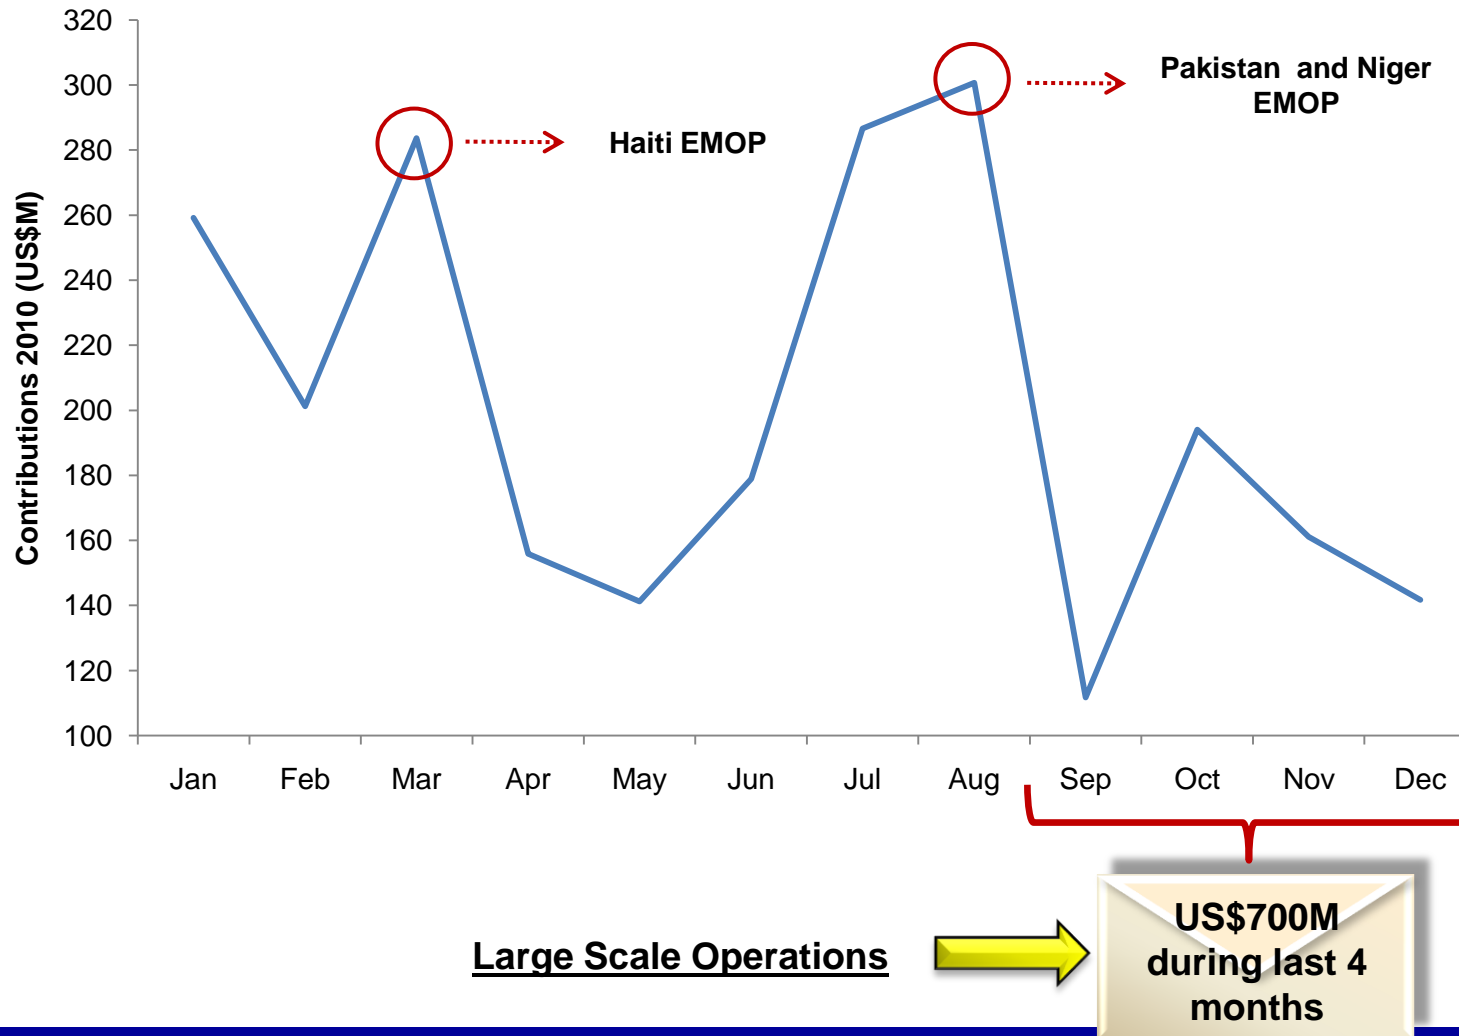 320
300
280
260
240
220
200
180
160
140
120
100
Contributions 2010 (US$M)
Pakistan and Niger
EMOP
Haiti EMOP
Jan Feb Mar Apr May Jun Jul Aug Sep Oct Nov Dec
Large Scale Operations
US$700M
during last 4
months